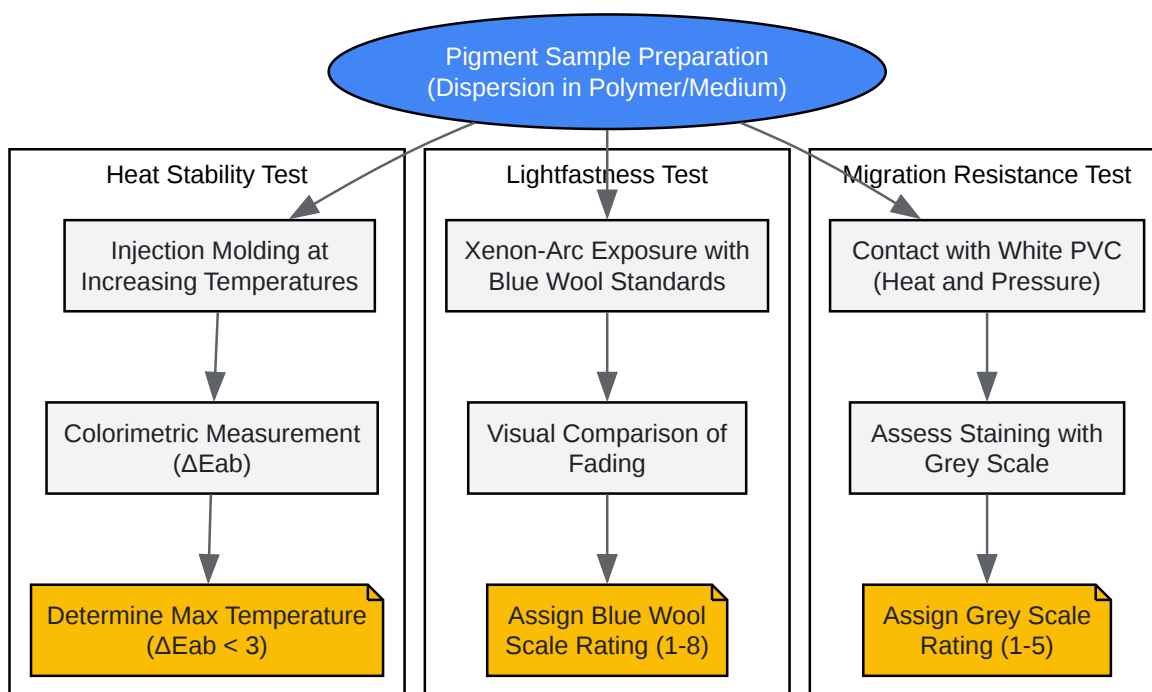 Pigment Sample Preparation
(Dispersion in Polymer/Medium)
Heat Stability Test
Injection Molding at
Increasing Temperatures
Colorimetric Measurement
(ΔEab)
Determine Max Temperature
(ΔEab < 3)
Lightfastness Test
Xenon-Arc Exposure with
Blue Wool Standards
Visual Comparison of
Fading
Assign Blue Wool
Scale Rating (1-8)
Migration Resistance Test
Contact with White PVC
(Heat and Pressure)
Assess Staining with
Grey Scale
Assign Grey Scale
Rating (1-5)